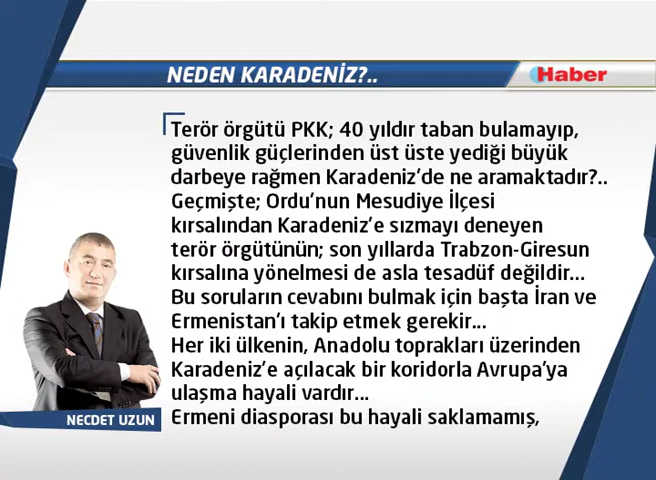 NEDEN KARADENİZ?..
Haber
Terör örgütü PKK; 40 yıldır taban bulamayıp,
güvenlik güçlerinden üst üste yediği büyük
darbeye rağmen Karadeniz'de ne aramaktadır?..
Geçmişte; Ordu'nun Mesudiye İlçesi
kırsalından Karadeniz'e sızmayı deneyen
terör örgütünün; son yıllarda Trabzon-Giresun
kırsalına yönelmesi de asla tesadüf değildir...
Bu soruların cevabını bulmak için başta İran ve
Ermenistan'ı takip etmek gerekir...
Her iki ülkenin, Anadolu toprakları üzerinden
Karadeniz'e açılacak bir koridorla Avrupa'ya
ulaşma hayali vardır...
Ermeni diasporası bu hayali saklamamış,
NECDET UZUN